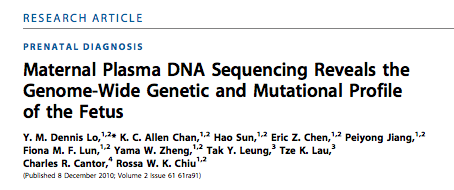 RESEARCH ARTICLE
PRENATAL DIAGNOSIS
Maternal Plasma DNA Sequencing Reveals the
Genome-Wide Genetic and Mutational Profile
of the Fetus
Y. M. Dennis Lo,1,2* K. C. Allen Chan,1,2 Hao Sun,1,2 Eric Z. Chen,1,2 Peiyong Jiang,1,2
Fiona M. F. Lun,1,2 Yama W. Zheng,1,2 Tak Y. Leung,3 Tze K. Lau,3
Charles R. Cantor,4 Rossa W. K. Chiu1,2
(Published 8 December 2010; Volume 2 Issue 61 61ra91)